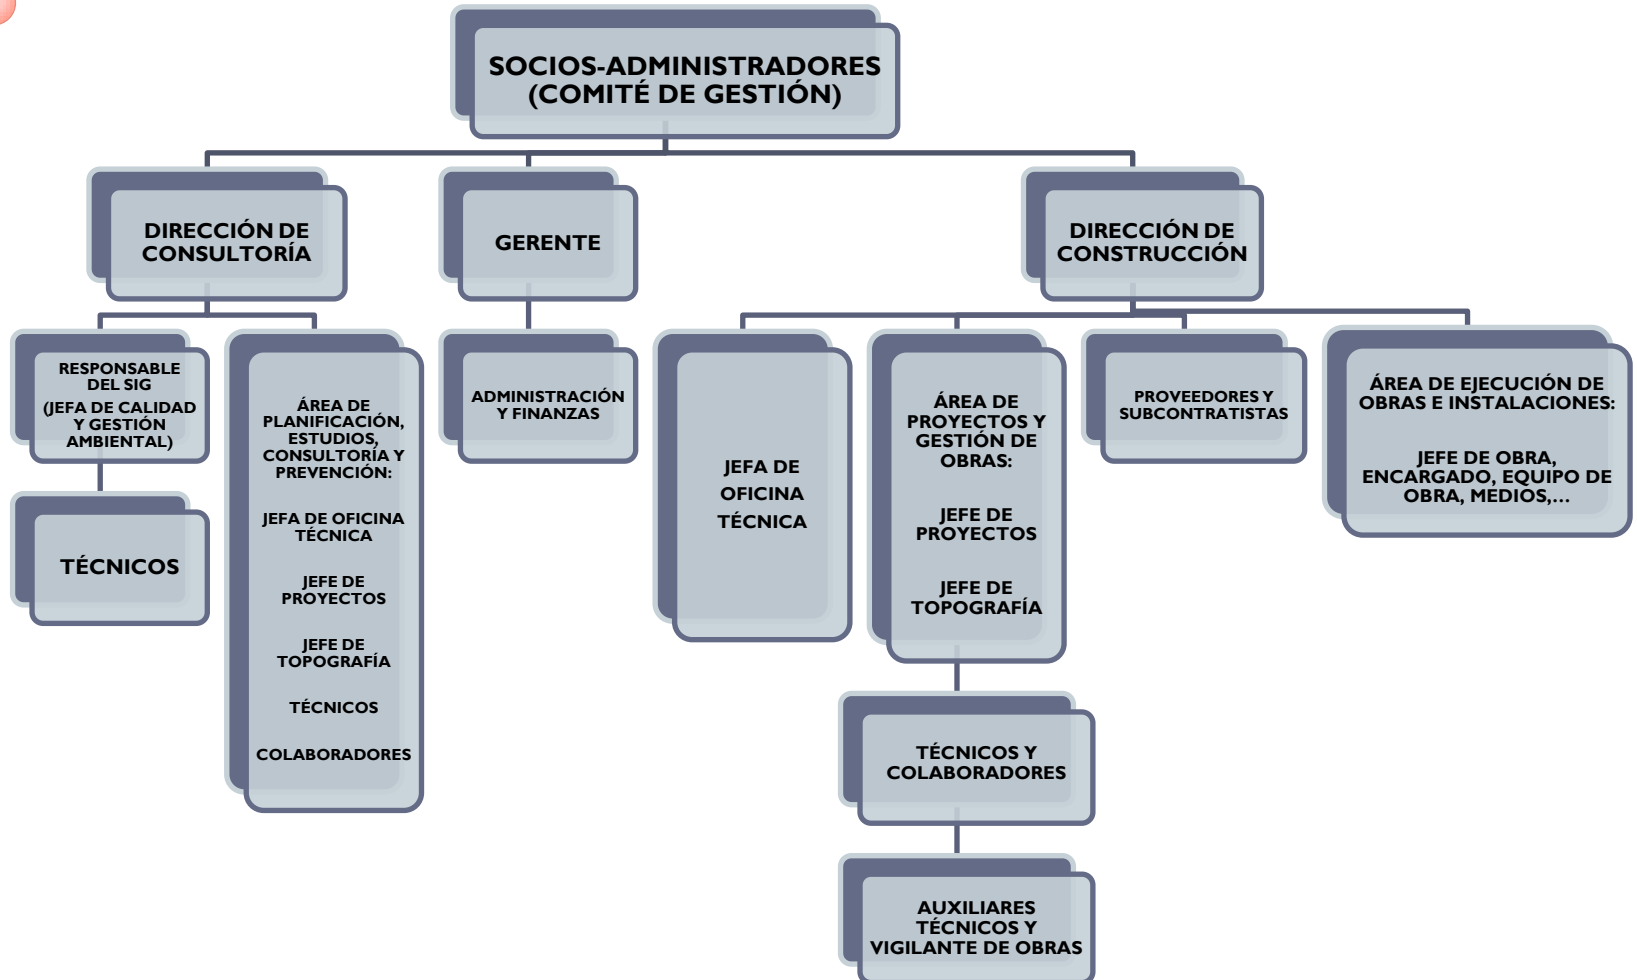 SOCIOS-ADMINISTRADORES
(COMITÉ DE GESTIÓN)
DIRECCIÓN DE
CONSULTORÍA
GERENTE
DIRECCIÓN DE
CONSTRUCCIÓN
RESPONSABLE
DEL SIG
(JEFA DE CALIDAD
Y GESTIÓN
AMBIENTAL)
ÁREA DE
PLANIFICACIÓN,
ESTUDIOS,
CONSULTORÍA Y
PREVENCIÓN:
JEFA DE OFICINA
TÉCNICA
JEFE DE
PROYECTOS
JEFE DE
TOPOGRAFÍA
TÉCNICOS
COLABORADORES
ADMINISTRACIÓN
Y FINANZAS
JEFA DE
OFICINA
TÉCNICA
ÁREA DE
PROYECTOS Y
GESTIÓN DE
OBRAS:
JEFE DE
PROYECTOS
JEFE DE
TOPOGRAFÍA
PROVEEDORES Y
SUBCONTRATISTAS
ÁREA DE EJECUCIÓN DE
OBRAS E INSTALACIONES:
JEFE DE OBRA,
ENCARGADO, EQUIPO DE
OBRA, MEDIOS,...
TÉCNICOS
TÉCNICOS Y
COLABORADORES
AUXILIARES
TÉCNICOS Y
VIGILANTE DE OBRAS